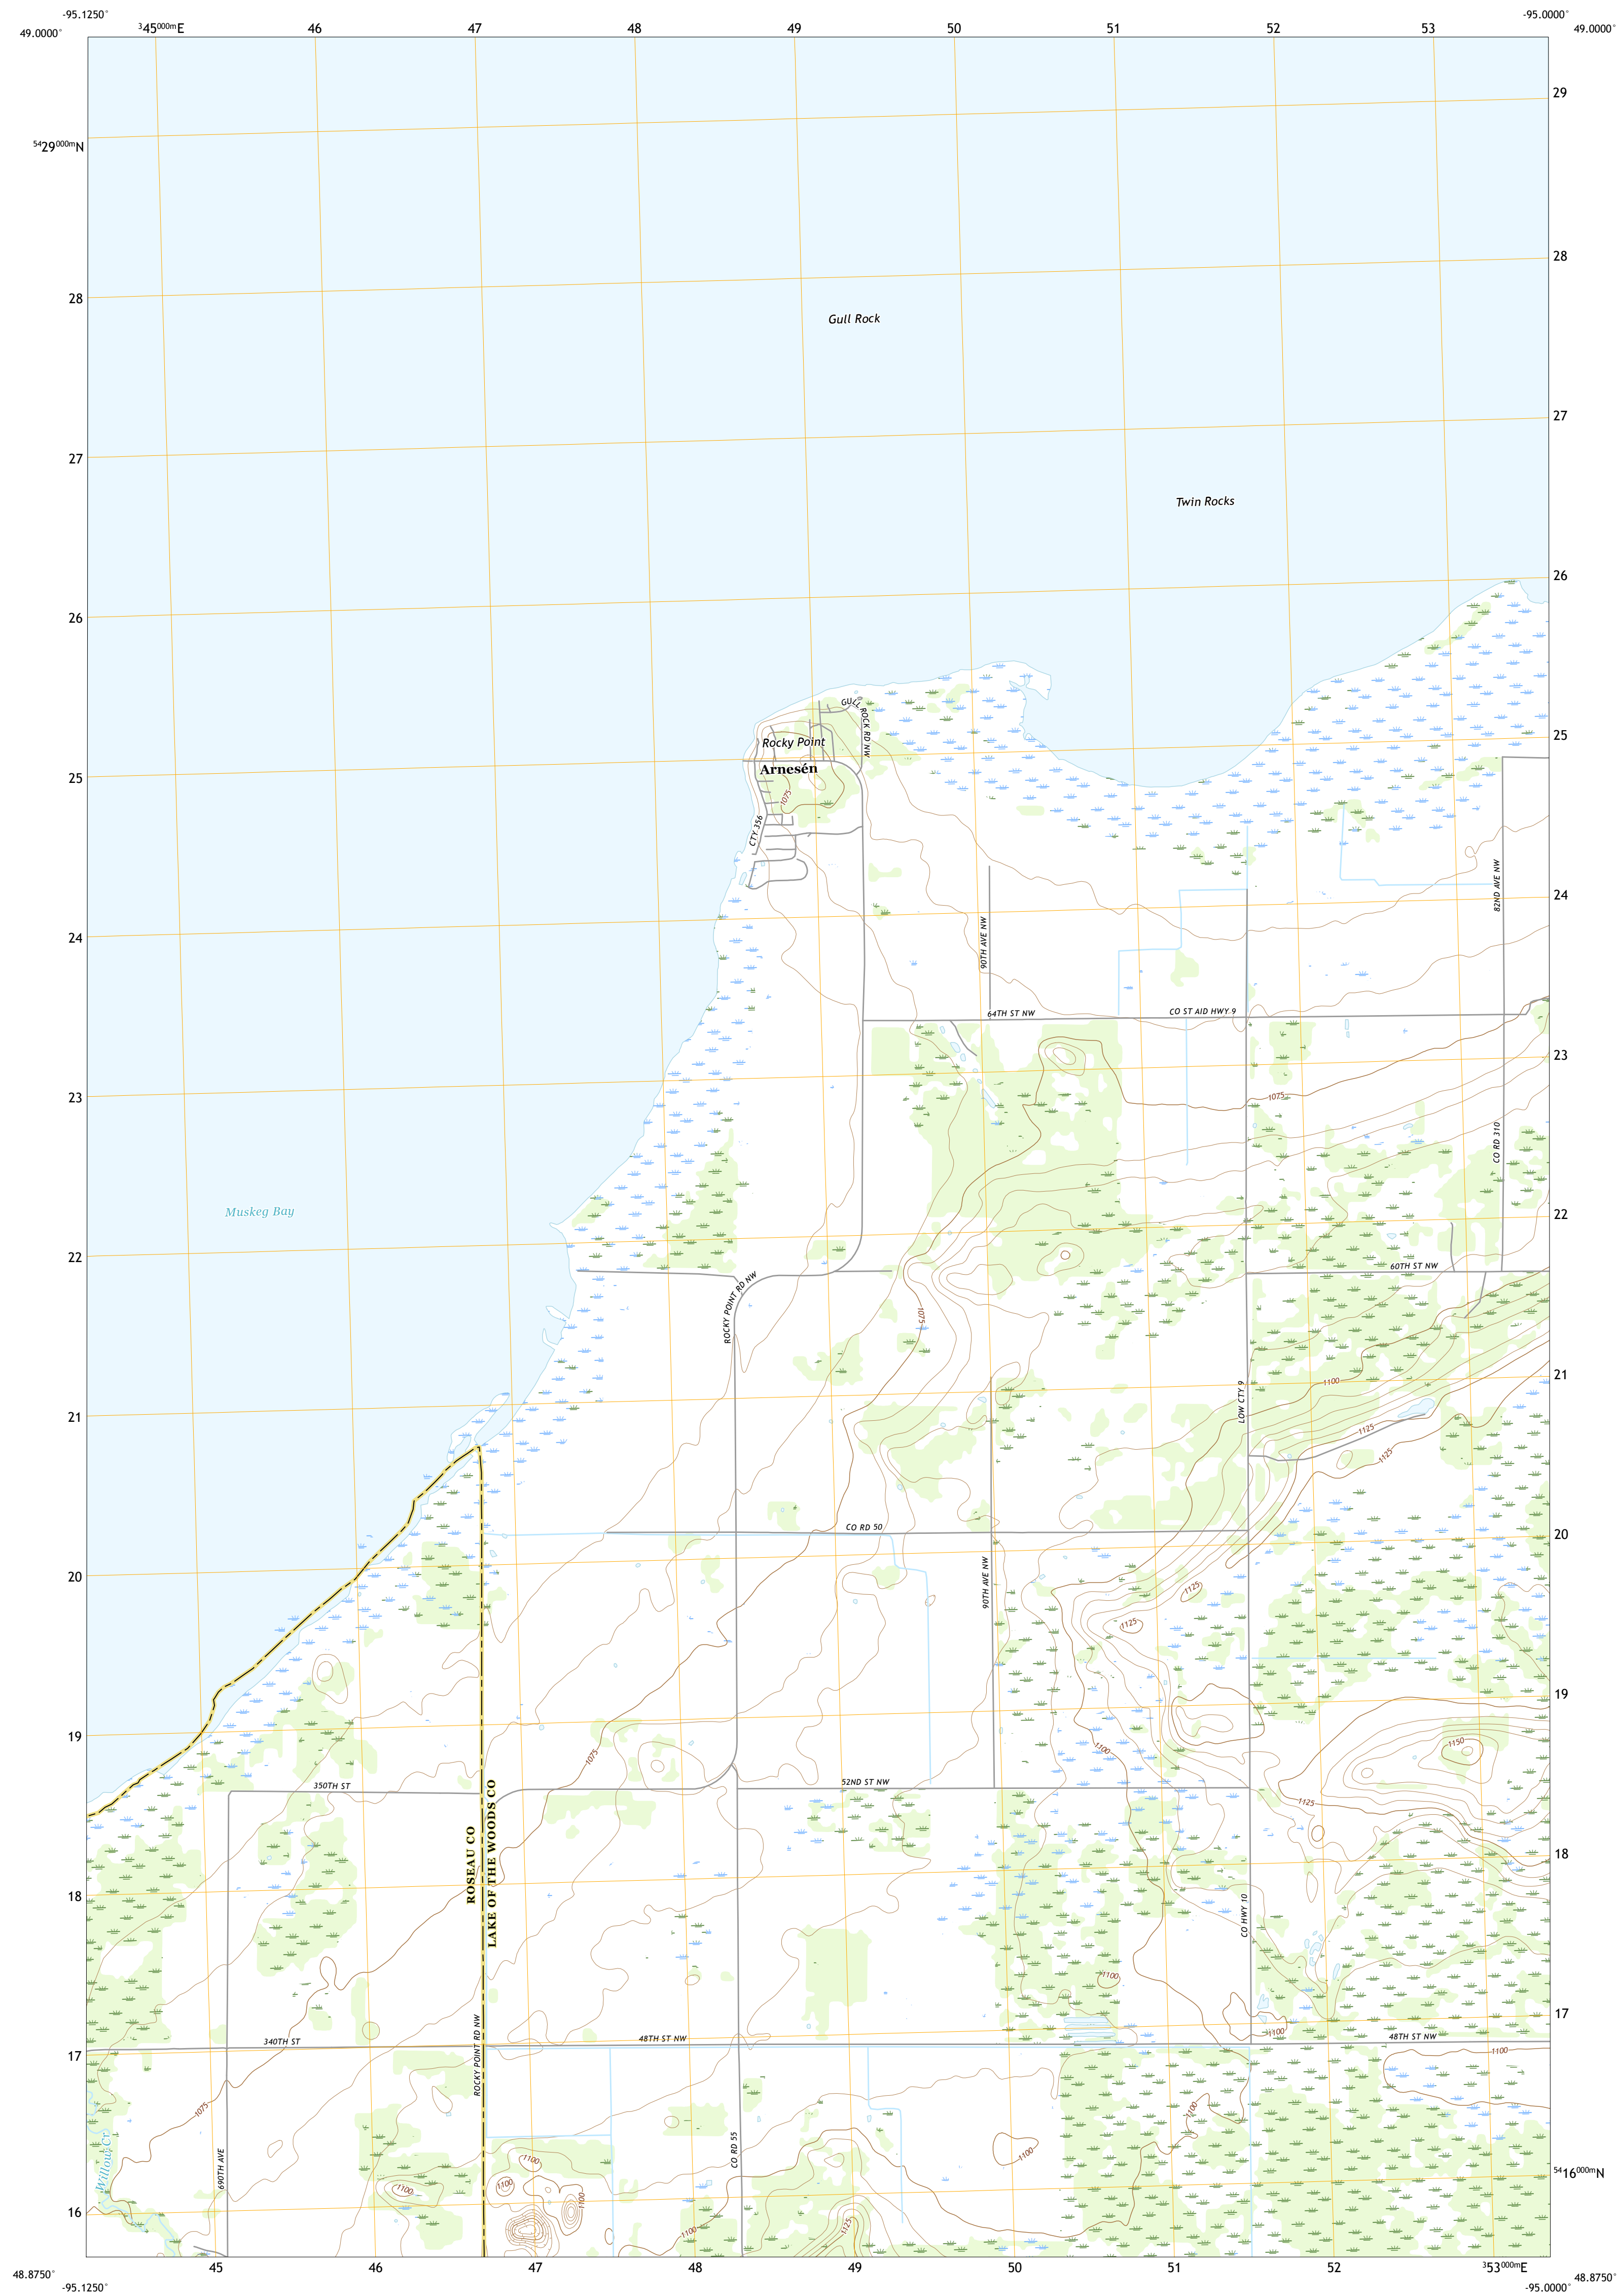 -95.1250°
-95.0000°
49.0000°
³45⁰⁰⁰ᵐE
46
47
48
49
50
51
52
53
49.0000°
29
⁵⁴29⁰⁰⁰ᵐN
28
28
Gull Rock
27
27
Twin Rocks
26
26
GULL ROCK RD NW
Rocky Point
25
Arnesén
25
1075
CTY 356
82ND AVE NW
24
24
90TH AVE NW
64TH ST NW
CO ST AID HWY 9
23
23
1075
CO RD 310
Muskeg Bay
22
22
60TH ST NW
ROCKY POINT RD NW
1075
21
1100
LOW CTY 9
21
1125
1125
CO RD 50
20
20
90TH AVE NW
1125
1125
19
19
1100
1150
1075
350TH ST
52ND ST NW
1125
ROSEAU CO
LAKE OF THE WOODS CO
18
18
CO HWY 10
1100
17
1100
340TH ST
48TH ST NW
48TH ST NW
17
1100
ROCKY POINT RD NW
1075
1100
Willow Cr
690TH AVE
CO RD 55
1100
1100
1100
1100
1100
⁵⁴16⁰⁰⁰ᵐN
16
1100
1125
45
46
47
48
49
50
51
52
³53⁰⁰⁰ᵐE
48.8750°
48.8750°
-95.1250°
-95.0000°